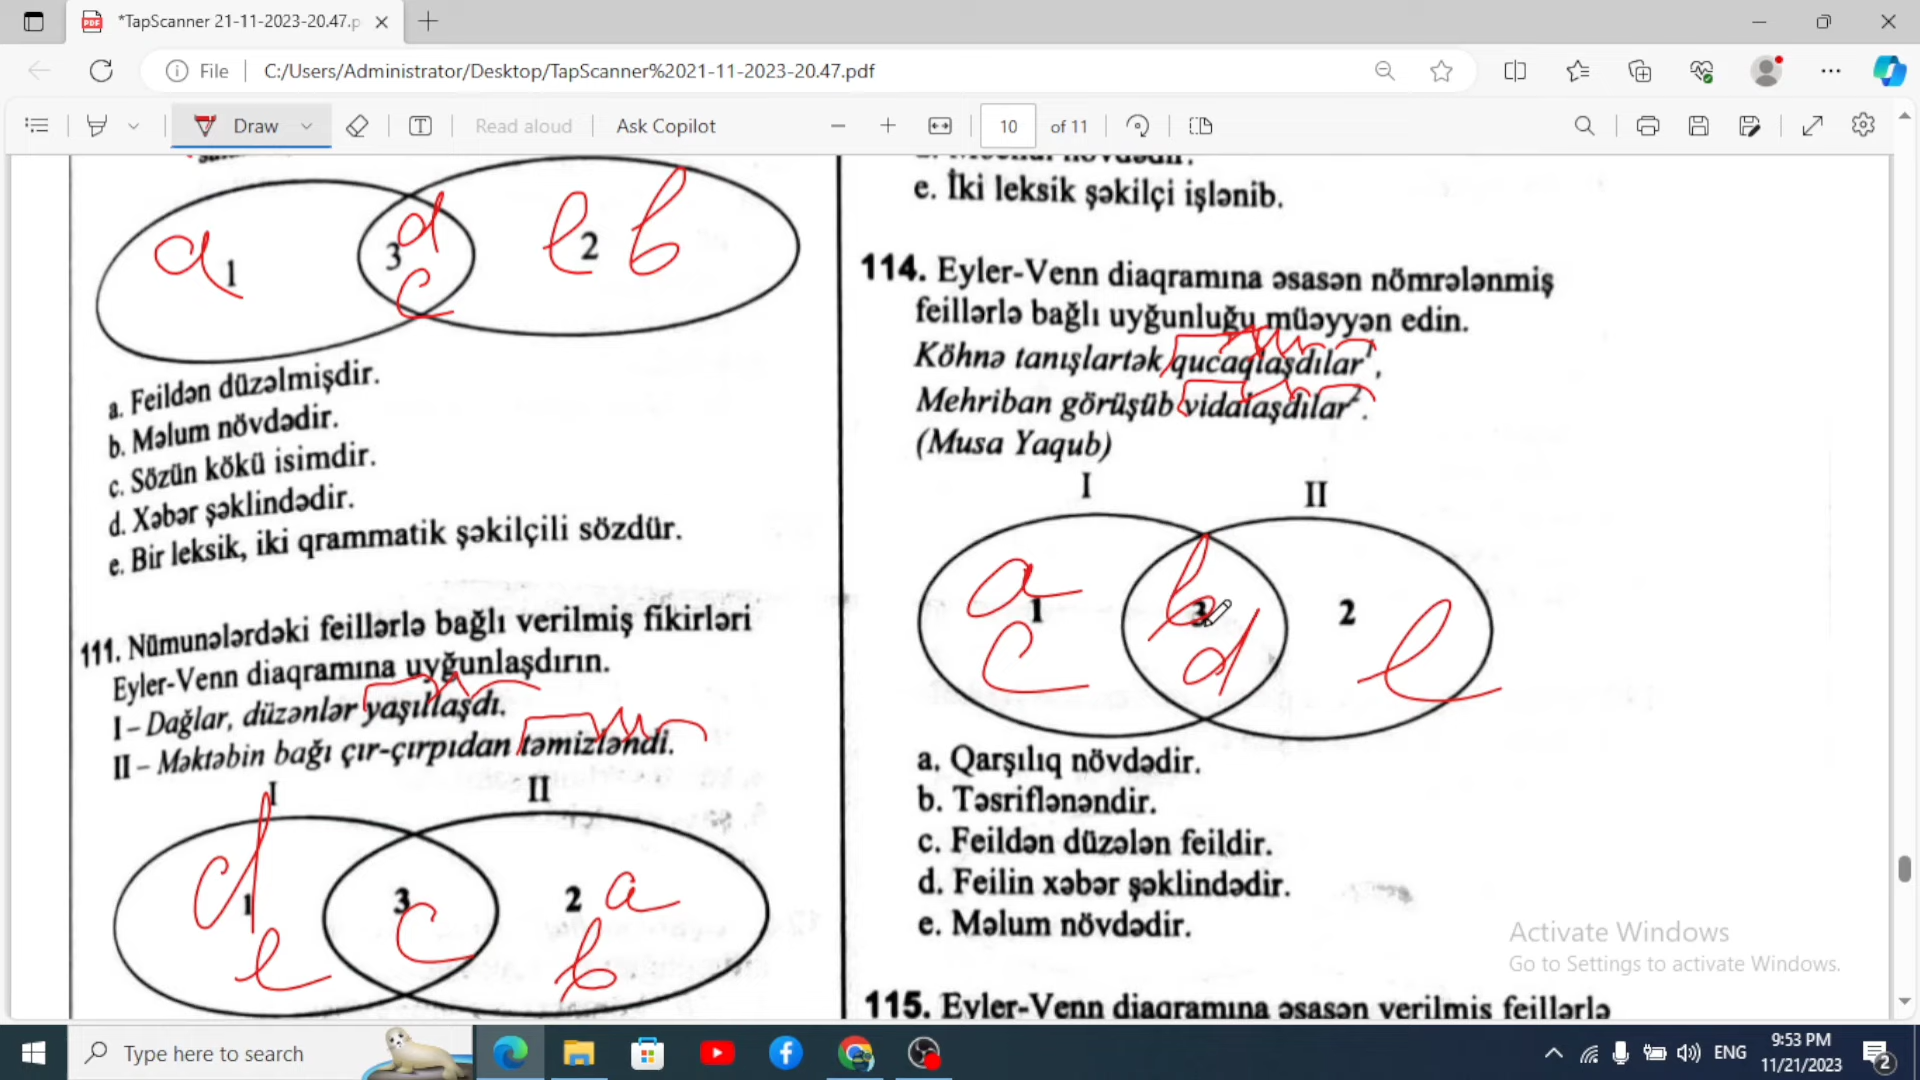 *TapScanner 21-11-2023-20.47.p
File
C:/Users/Administrator/Desktop/TapScanner%2021-11-2023-20.47.pdf
Draw
Read aloud
Ask Copilot
10
of 11
a 1
3 d
c
e 2 b
a. Feildən düzəlmişdir.
b. Məlum növdədir.
c. Sözün kökü isimdir.
d. Xəbər şəklindədir.
e. Bir leksik, iki qrammatik şəkilçili sözdür.
111. Nümunələrdəki feillərlə bağlı verilmiş fikirləri
Eyler-Venn diaqramına uyğunlaşdırın.
I – Dağlar, düzənlər yaşıllaşdı.
II – Məktəbin bağı çır-çırpıdan təmizləndi.
I
II
d 1
e
3
c
2 a
b
e. İki leksik şəkilçi işlənib.
114. Eyler-Venn diaqramına əsasən nömrələnmiş
feillərlə bağlı uyğunluğu müəyyən edin.
Köhnə tanışlartək qucaqlaşdılar¹,
Mehriban görüşüb vidalaşdılar².
(Musa Yaqub)
I
II
a 1
c
b 3
d
2
e
a. Qarşılıq növdədir.
b. Təsriflənəndir.
c. Feildən düzələn feildir.
d. Feilin xəbər şəklindədir.
e. Məlum növdədir.
115. Eyler-Venn diaqramına əsasən verilmiş feillərlə
Activate Windows
Go to Settings to activate Windows.
Type here to search
ENG
9:53 PM
11/21/2023
2